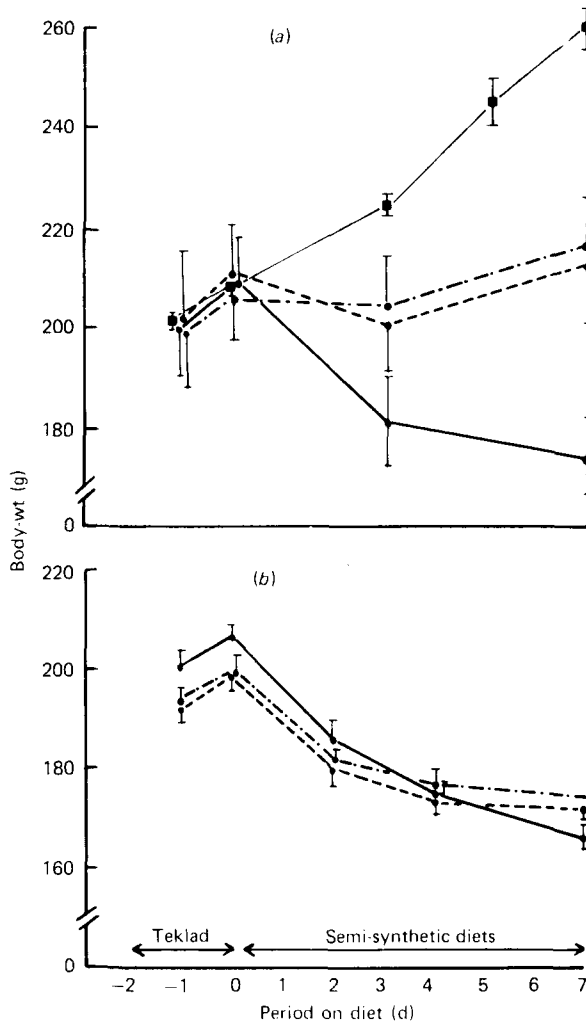 (a)
260
240
220
200
180
0
Body-wt (g)
(b)
220
200
180
160
0
Teklad
Semi-synthetic diets
−2 −1 0 1 2 3 4 5 6 7
Period on diet (d)